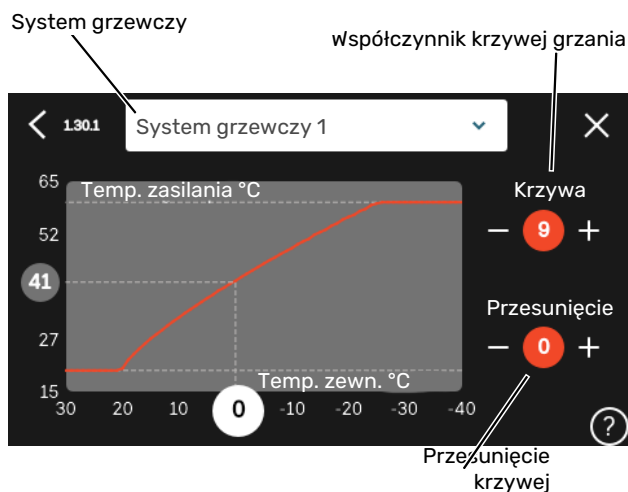 System grzewczy
Współczynnik krzywej grzania
1.30.1
System grzewczy 1
65
Temp. zasilania °C
52
41
27
15
Temp. zewn. °C
30 20 10 0 -10 -20 -30 -40
Krzywa
− 9 +
Przesunięcie
− 0 +
?
Przesunięcie
krzywej